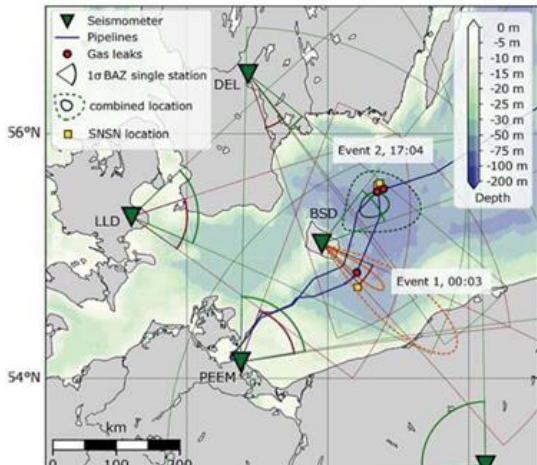 Seismometer
Pipelines
Gas leaks
1σ BAZ single station
combined location
SNSN location
0 m
-5 m
-10 m
-15 m
-20 m
-25 m
-30 m
-50 m
-75 m
-100 m
-200 m
Depth
DEL
56°N
Event 2, 17:04
LLD
BSD
Event 1, 00:03
54°N
PEEM
km
0 100 200